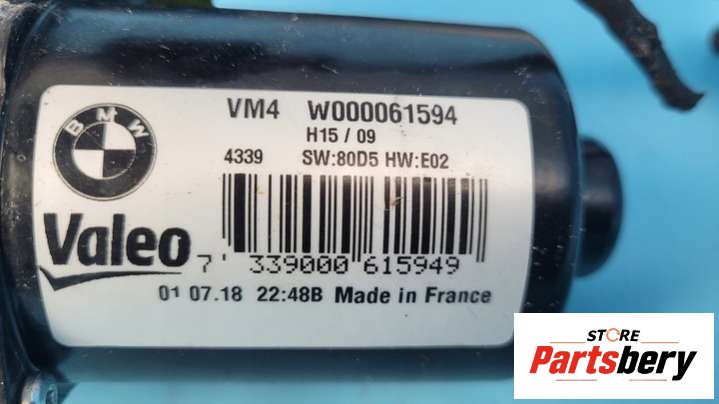 BMW
VM4 W000061594
H15 / 09
4339 SW:80D5 HW:E02
Valeo
7 339000 615949
01 07.18 22:48B Made in France
STORE
Partsbery